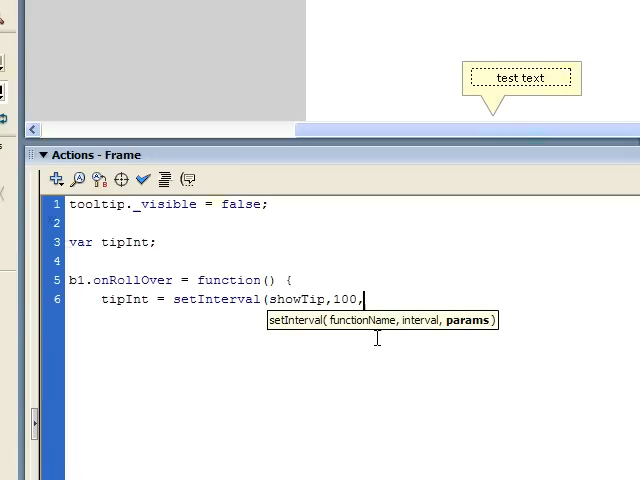 test text
Actions - Frame
1 tooltip._visible = false;
2
3 var tipInt;
4
5 b1.onRollOver = function() {
6 tipInt = setInterval(showTip,100,
setInterval( functionName, interval, params )